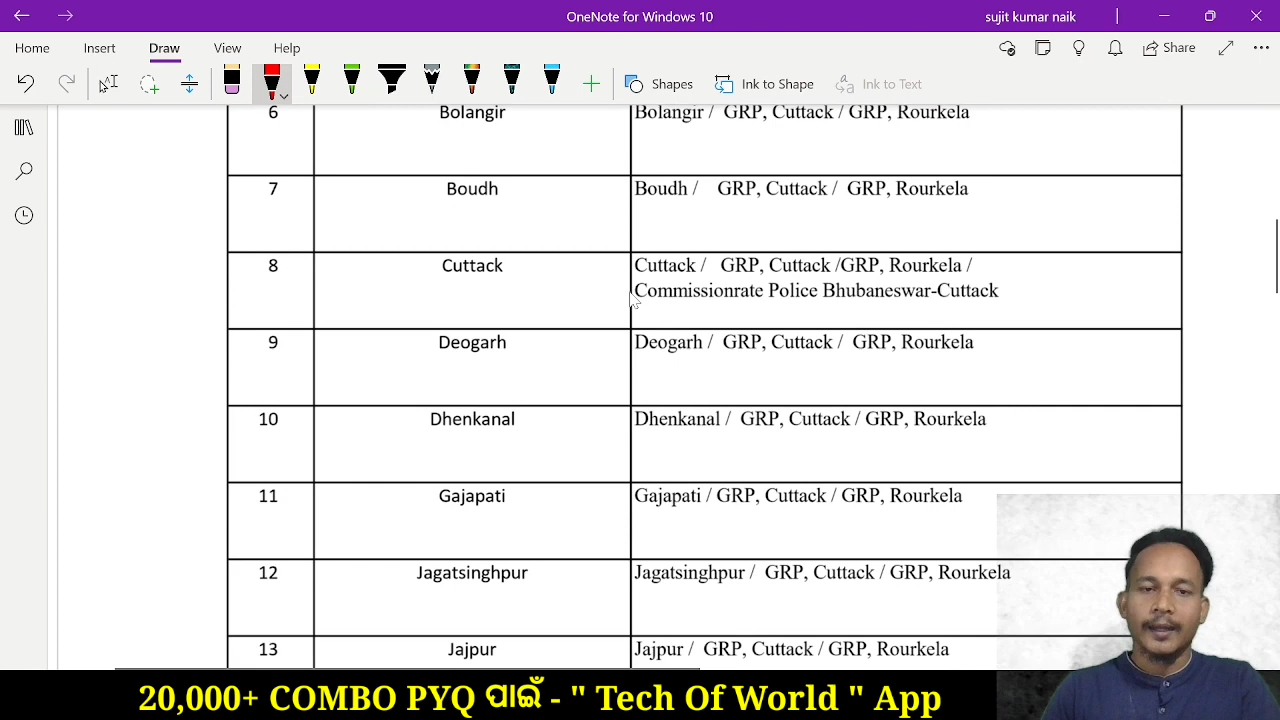 OneNote for Windows 10
sujit kumar naik
Home Insert Draw View Help
Share
Shapes Ink to Shape Ink to Text
6 Bolangir Bolangir / GRP, Cuttack / GRP, Rourkela
7 Boudh Boudh / GRP, Cuttack / GRP, Rourkela
8 Cuttack Cuttack / GRP, Cuttack /GRP, Rourkela /
Commissionrate Police Bhubaneswar-Cuttack
9 Deogarh Deogarh / GRP, Cuttack / GRP, Rourkela
10 Dhenkanal Dhenkanal / GRP, Cuttack / GRP, Rourkela
11 Gajapati Gajapati / GRP, Cuttack / GRP, Rourkela
12 Jagatsinghpur Jagatsinghpur / GRP, Cuttack / GRP, Rourkela
13 Jajpur Jajpur / GRP, Cuttack / GRP, Rourkela
20,000+ COMBO PYQ ପାଇଁ - " Tech Of World " App